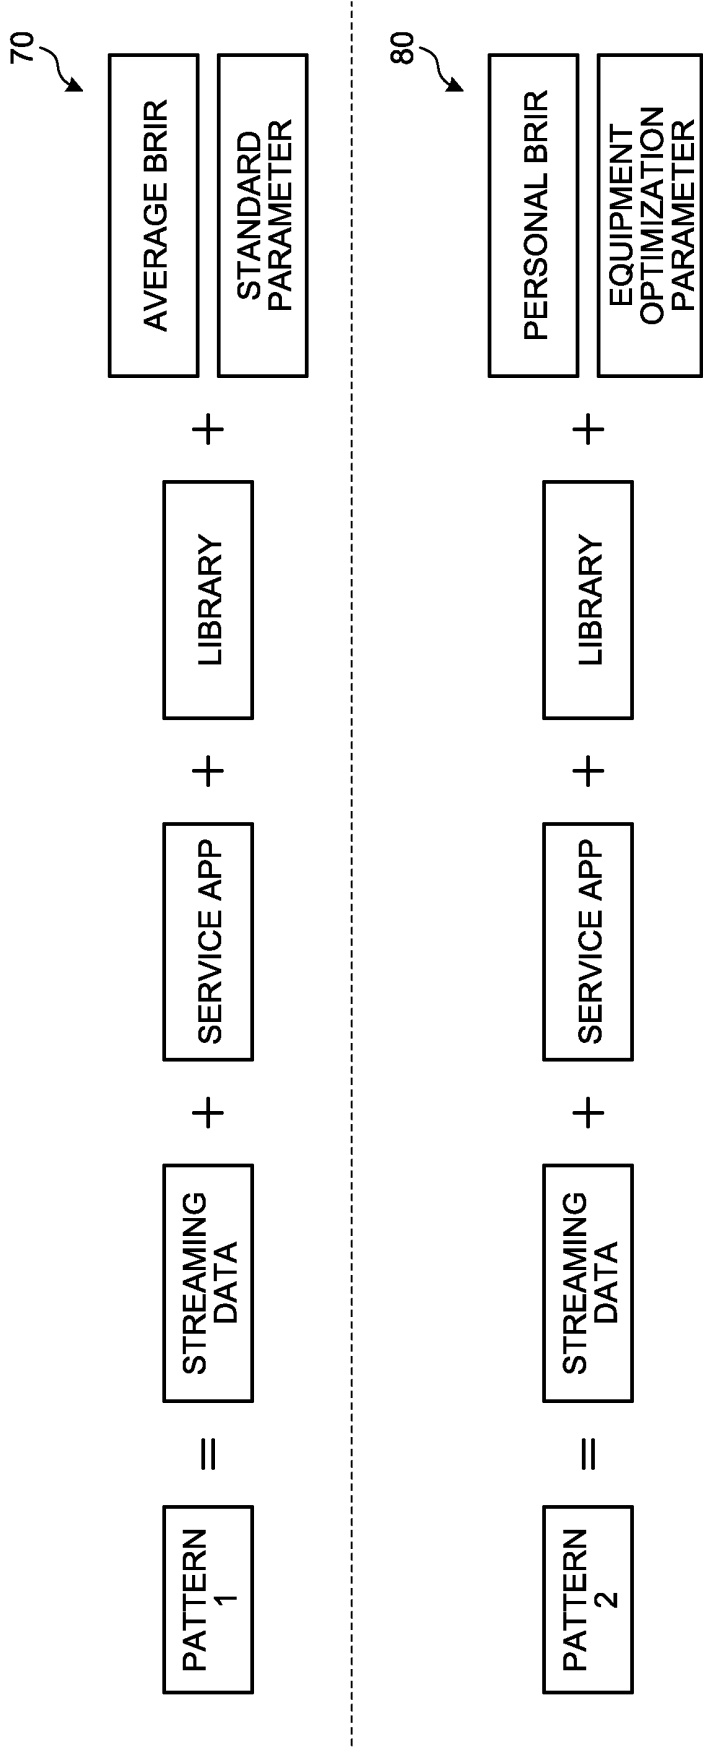 70
PATTERN
1
=
STREAMING
DATA
+
SERVICE APP
+
LIBRARY
+
AVERAGE BRIR
STANDARD
PARAMETER
80
PATTERN
2
=
STREAMING
DATA
+
SERVICE APP
+
LIBRARY
+
PERSONAL BRIR
EQUIPMENT
OPTIMIZATION
PARAMETER